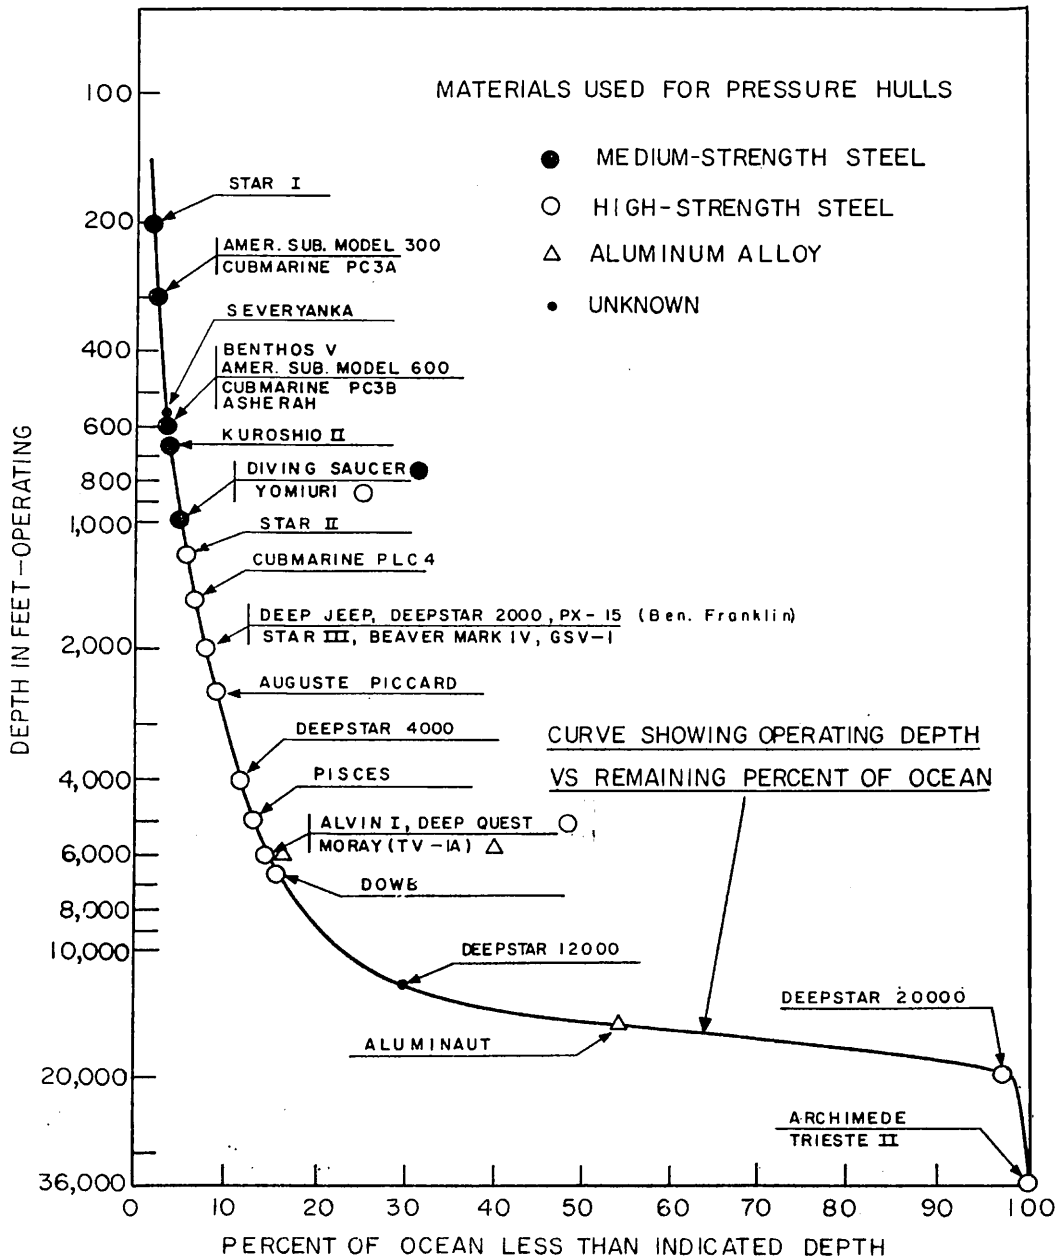 MATERIALS USED FOR PRESSURE HULLS
MEDIUM-STRENGTH STEEL
HIGH-STRENGTH STEEL
ALUMINUM ALLOY
UNKNOWN
DEPTH IN FEET-OPERATING
100
200
400
600
800
1,000
2,000
4,000
6,000
8,000
10,000
20,000
36,000
STAR I
AMER. SUB. MODEL 300
CUBMARINE PC3A
SEVERYANKA
BENTHOS V
AMER. SUB. MODEL 600
CUBMARINE PC3B
ASHERAH
KUROSHIO II
DIVING SAUCER
YOMIURI
STAR II
CUBMARINE PLC4
DEEP JEEP, DEEPSTAR 2000, PX-15 (Ben. Franklin)
STAR III, BEAVER MARK IV, GSV-I
AUGUSTE PICCARD
DEEPSTAR 4000
PISCES
ALVIN I, DEEP QUEST
MORAY (TV-IA)
DOWB
CURVE SHOWING OPERATING DEPTH
VS REMAINING PERCENT OF OCEAN
DEEPSTAR 12000
ALUMINAUT
DEEPSTAR 20000
ARCHIMEDE
TRIESTE II
0 10 20 30 40 50 60 70 80 90 100
PERCENT OF OCEAN LESS THAN INDICATED DEPTH